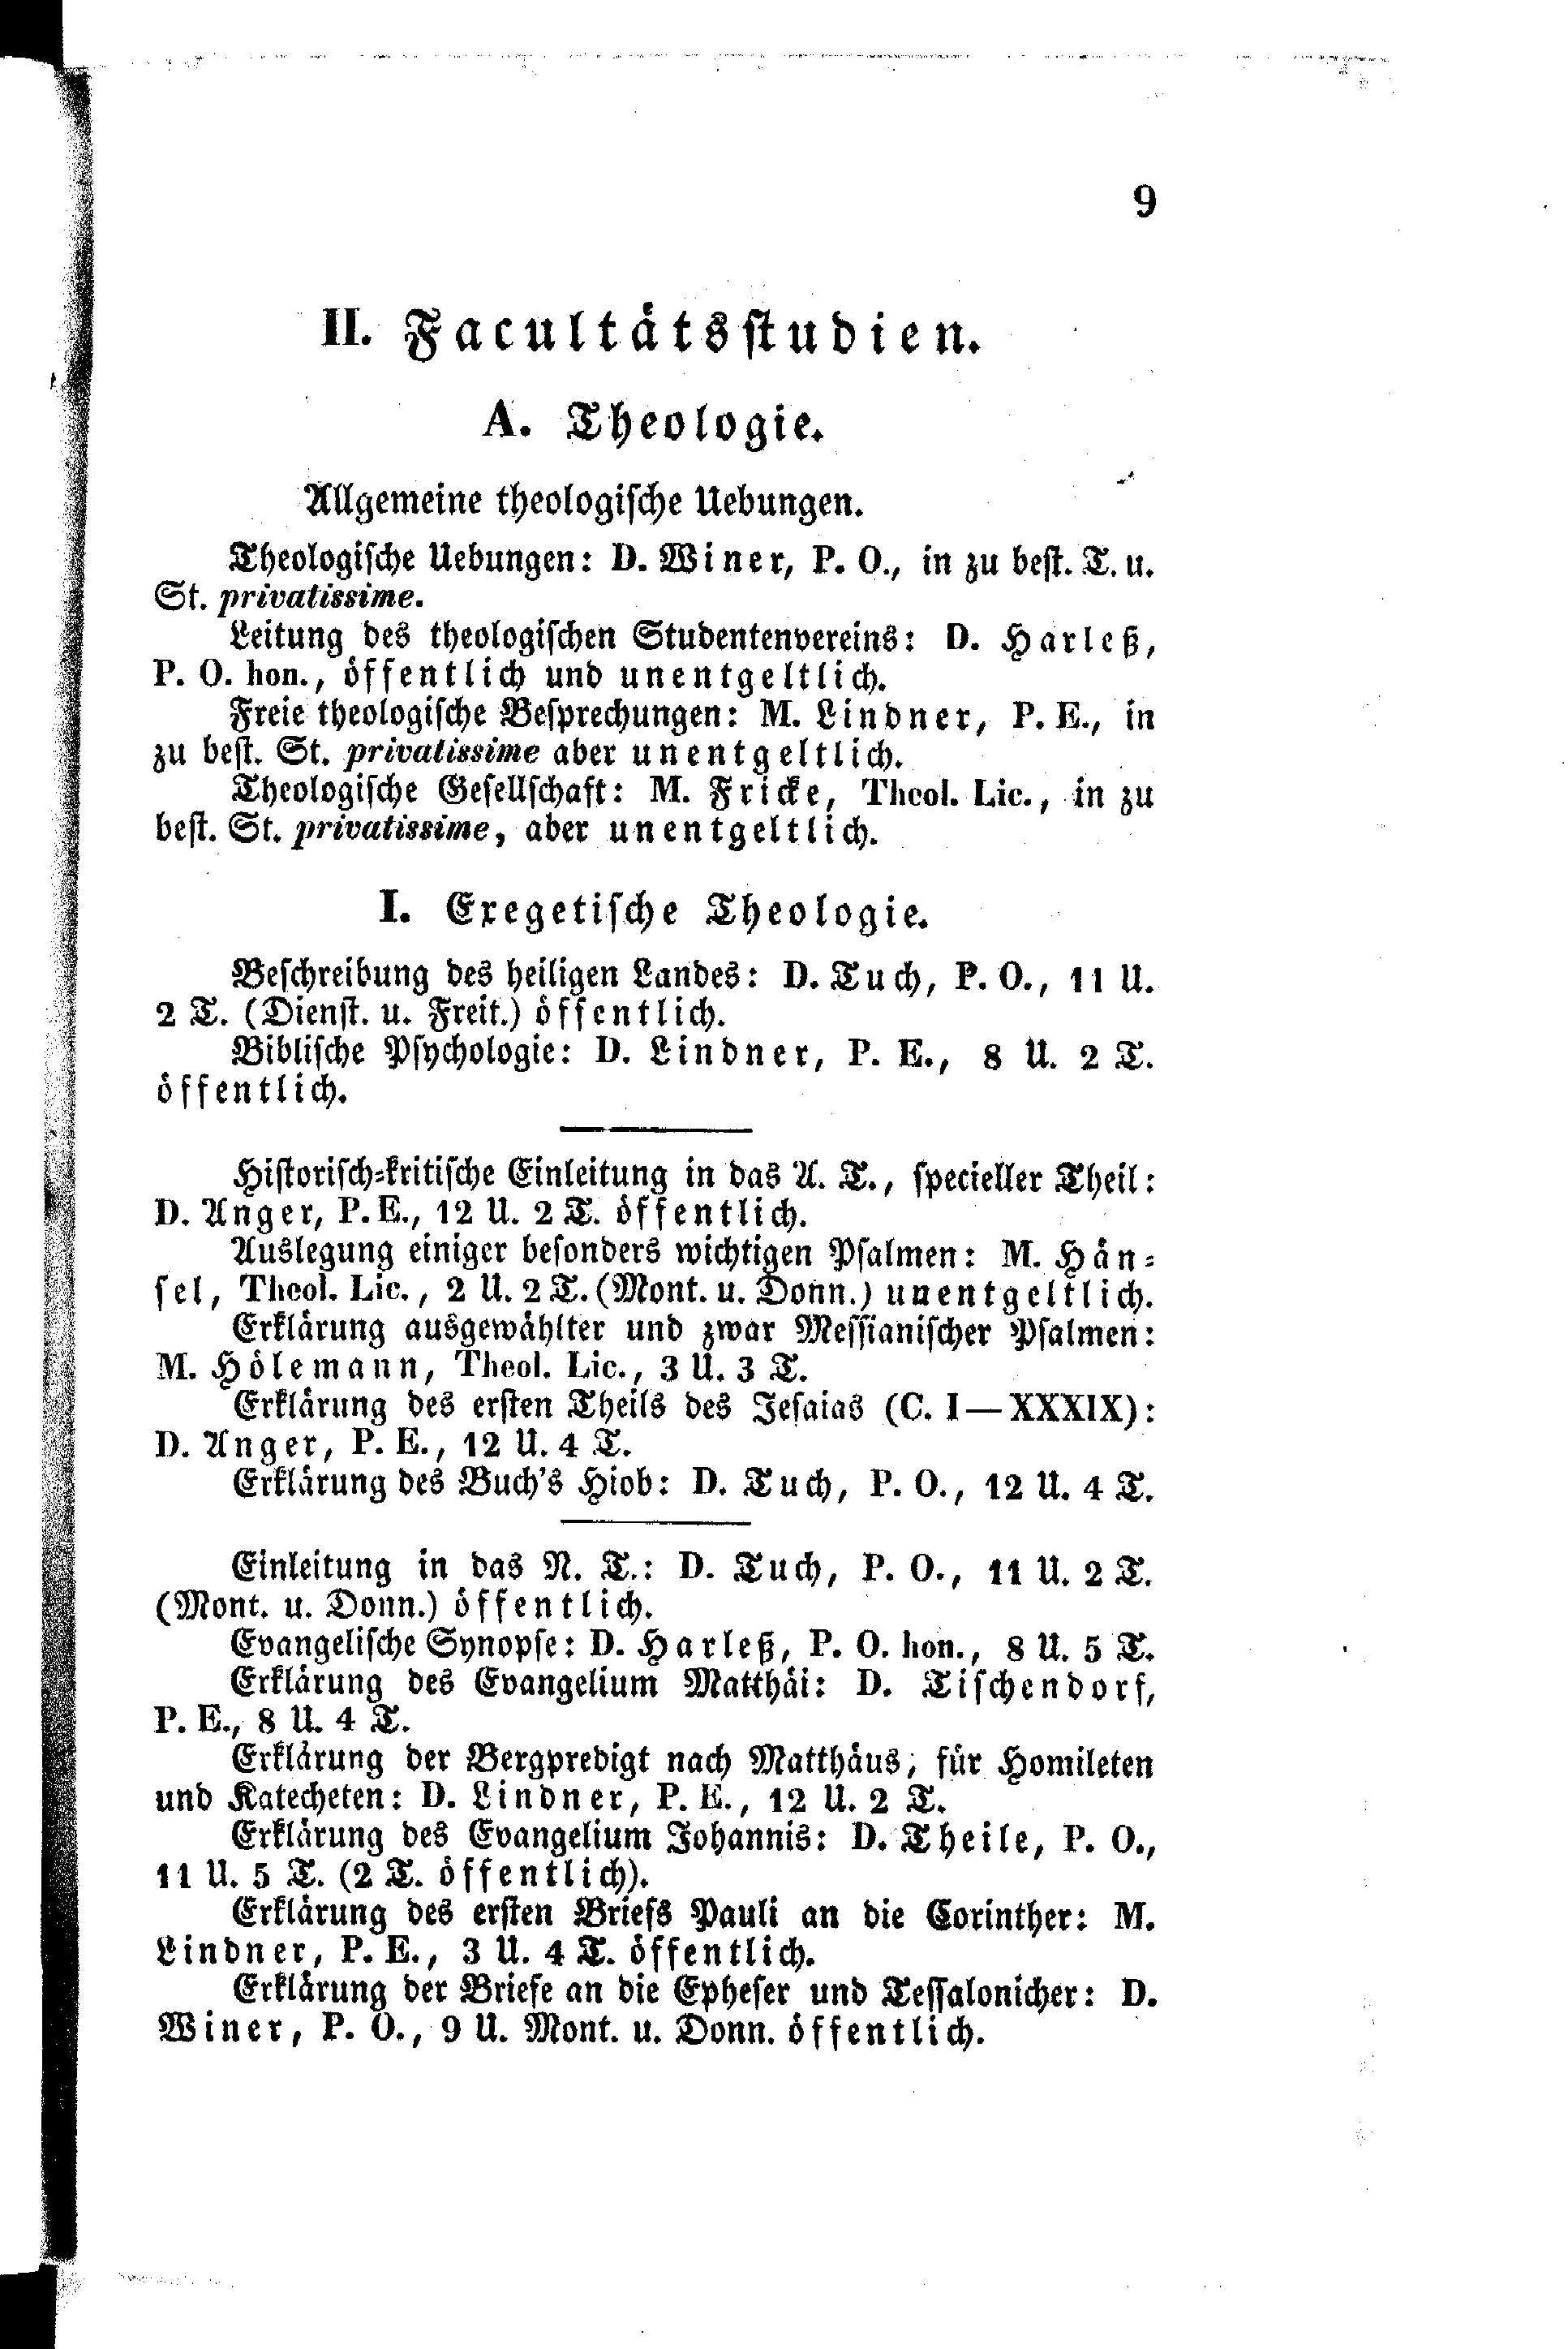 9
II. Facultätsstudien.
A. Theologie.
Allgemeine theologische Uebungen.
Theologische Uebungen: D. Winer, P. O., in zu best. T. u.
St. privatissime.
Leitung des theologischen Studentenvereins: D. Harleß,
P. O. hon., öffentlich und unentgeltlich.
Freie theologische Besprechungen: M. Lindner, P. E., in
zu best. St. privatissime aber unentgeltlich.
Theologische Gesellschaft: M. Fricke, Theol. Lic., in zu
best. St. privatissime, aber unentgeltlich.
I. Exegetische Theologie.
Beschreibung des heiligen Landes: D. Tuch, P. O., 11 U.
2 T. (Dienst. u. Freit.) öffentlich.
Biblische Psychologie: D. Lindner, P. E., 8 U. 2 T.
öffentlich.
Historisch-kritische Einleitung in das A. T., specieller Theil:
D. Anger, P. E., 12 U. 2 T. öffentlich.
Auslegung einiger besonders wichtigen Psalmen: M. Hän-
sel, Theol. Lic., 2 U. 2 T. (Mont. u. Donn.) unentgeltlich.
Erklärung ausgewählter und zwar Messianischer Psalmen:
M. Hölemann, Theol. Lic., 3 U. 3 T.
Erklärung des ersten Theils des Jesaias (C. I—XXXIX):
D. Anger, P. E., 12 U. 4 T.
Erklärung des Buch's Hiob: D. Tuch, P. O., 12 U. 4 T.
Einleitung in das N. T.: D. Tuch, P. O., 11 U. 2 T.
(Mont. u. Donn.) öffentlich.
Evangelische Synopse: D. Harleß, P. O. hon., 8 U. 5 T.
Erklärung des Evangelium Matthäi: D. Tischendorf,
P. E., 8 U. 4 T.
Erklärung der Bergpredigt nach Matthäus, für Homileten
und Katecheten: D. Lindner, P. E., 12 U. 2 T.
Erklärung des Evangelium Johannis: D. Theile, P. O.,
11 U. 5 T. (2 T. öffentlich).
Erklärung des ersten Briefs Pauli an die Corinther: M.
Lindner, P. E., 3 U. 4 T. öffentlich.
Erklärung der Briefe an die Epheser und Tessalonicher: D.
Winer, P. O., 9 U. Mont. u. Donn. öffentlich.